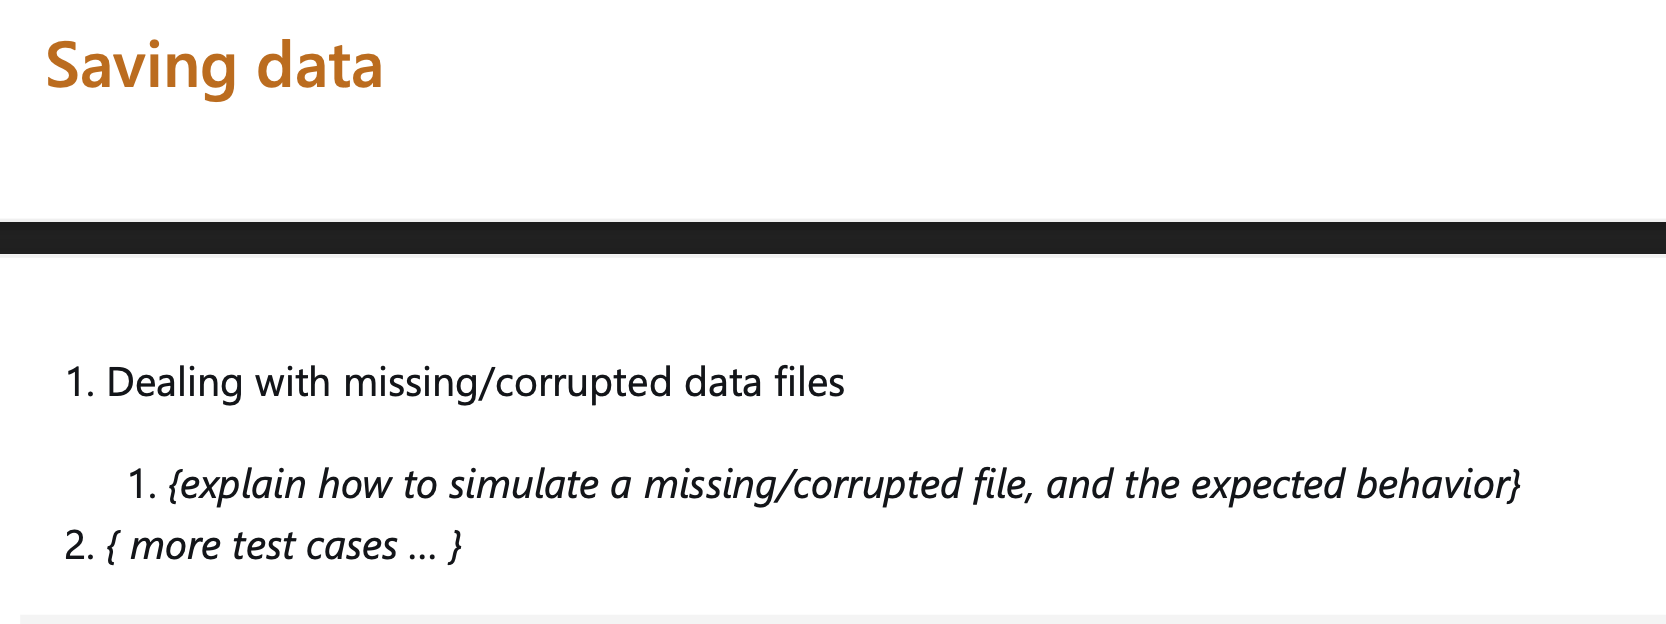 Saving data
1. Dealing with missing/corrupted data files
1. {explain how to simulate a missing/corrupted file, and the expected behavior}
2. { more test cases … }